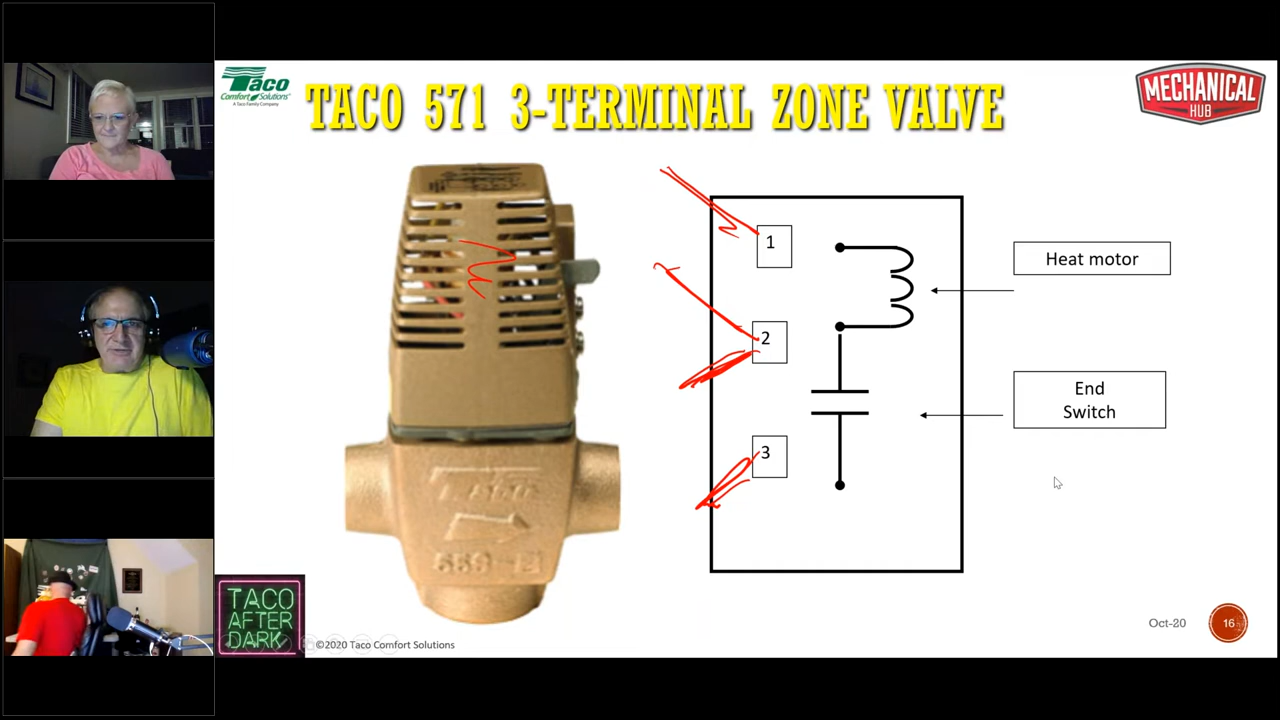 Taco
Comfort Solutions®
A Taco Family Company
TACO 571 3-TERMINAL ZONE VALVE
MECHANICAL
HUB
1
Heat motor
2
End
Switch
3
TACO
TACO
AFTER
DARK
©2020 Taco Comfort Solutions
Oct-20
16